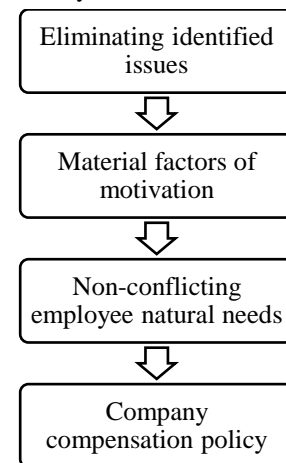 Eliminating identified
issues
Material factors of
motivation
Non-conflicting
employee natural needs
Company
compensation policy